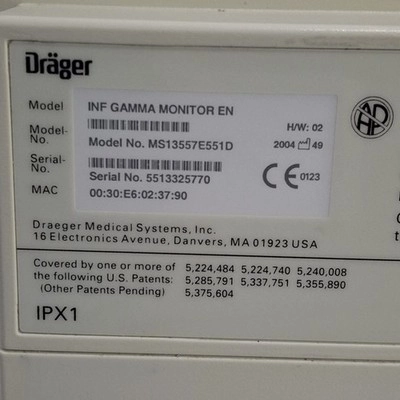 Dräger
Model INF GAMMA MONITOR EN
H/W: 02
Model-No. Model No. MS13557E551D
2004 49
Serial-No. Serial No. 5513325770
CE 0123
MAC 00:30:E6:02:37:90
Draeger Medical Systems, Inc.
16 Electronics Avenue, Danvers, MA 01923 USA
Covered by one or more of 5,224,484 5,224,740 5,240,008
the following U.S. Patents: 5,285,791 5,337,751 5,355,890
(Other Patents Pending) 5,375,604
IPX1